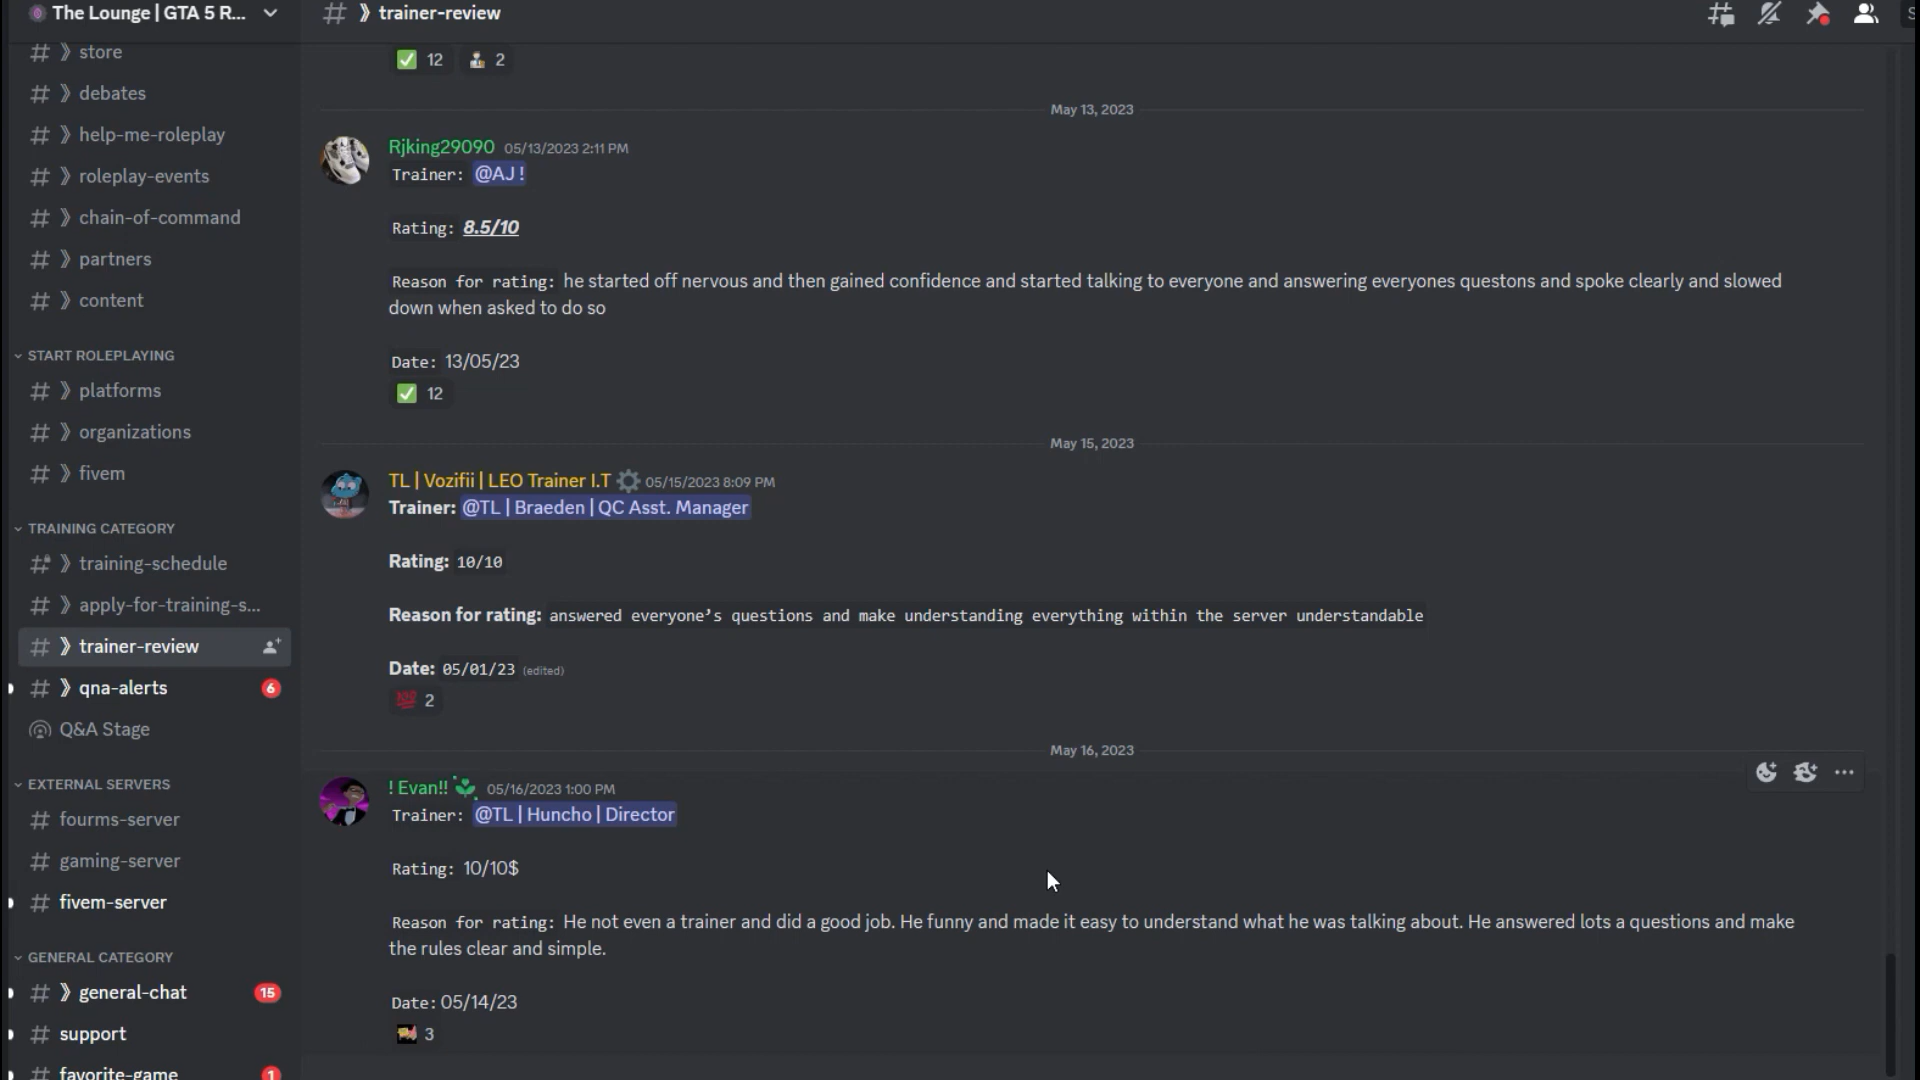 The Lounge | GTA 5 R...
# 》 store
# 》 debates
# 》 help-me-roleplay
# 》 roleplay-events
# 》 chain-of-command
# 》 partners
# 》 content
START ROLEPLAYING
# 》 platforms
# 》 organizations
# 》 fivem
TRAINING CATEGORY
# 》 training-schedule
# 》 apply-for-training-s...
# 》 trainer-review
# 》 qna-alerts 6
Q&A Stage
EXTERNAL SERVERS
# fourms-server
# gaming-server
# fivem-server
GENERAL CATEGORY
# 》 general-chat 15
# support
# favorite-game 1
# 》 trainer-review
✅ 12 2
May 13, 2023
Rjking29090 05/13/2023 2:11 PM
Trainer: @AJ !
Rating: 8.5/10
Reason for rating: he started off nervous and then gained confidence and started talking to everyone and answering everyones questons and spoke clearly and slowed
down when asked to do so
Date: 13/05/23
✅ 12
May 15, 2023
TL | Vozifii | LEO Trainer I.T 05/15/2023 8:09 PM
Trainer: @TL | Braeden | QC Asst. Manager
Rating: 10/10
Reason for rating: answered everyone’s questions and make understanding everything within the server understandable
Date: 05/01/23 (edited)
💯 2
May 16, 2023
! Evan!! 05/16/2023 1:00 PM
Trainer: @TL | Huncho | Director
Rating: 10/10$
Reason for rating: He not even a trainer and did a good job. He funny and made it easy to understand what he was talking about. He answered lots a questions and make
the rules clear and simple.
Date: 05/14/23
3